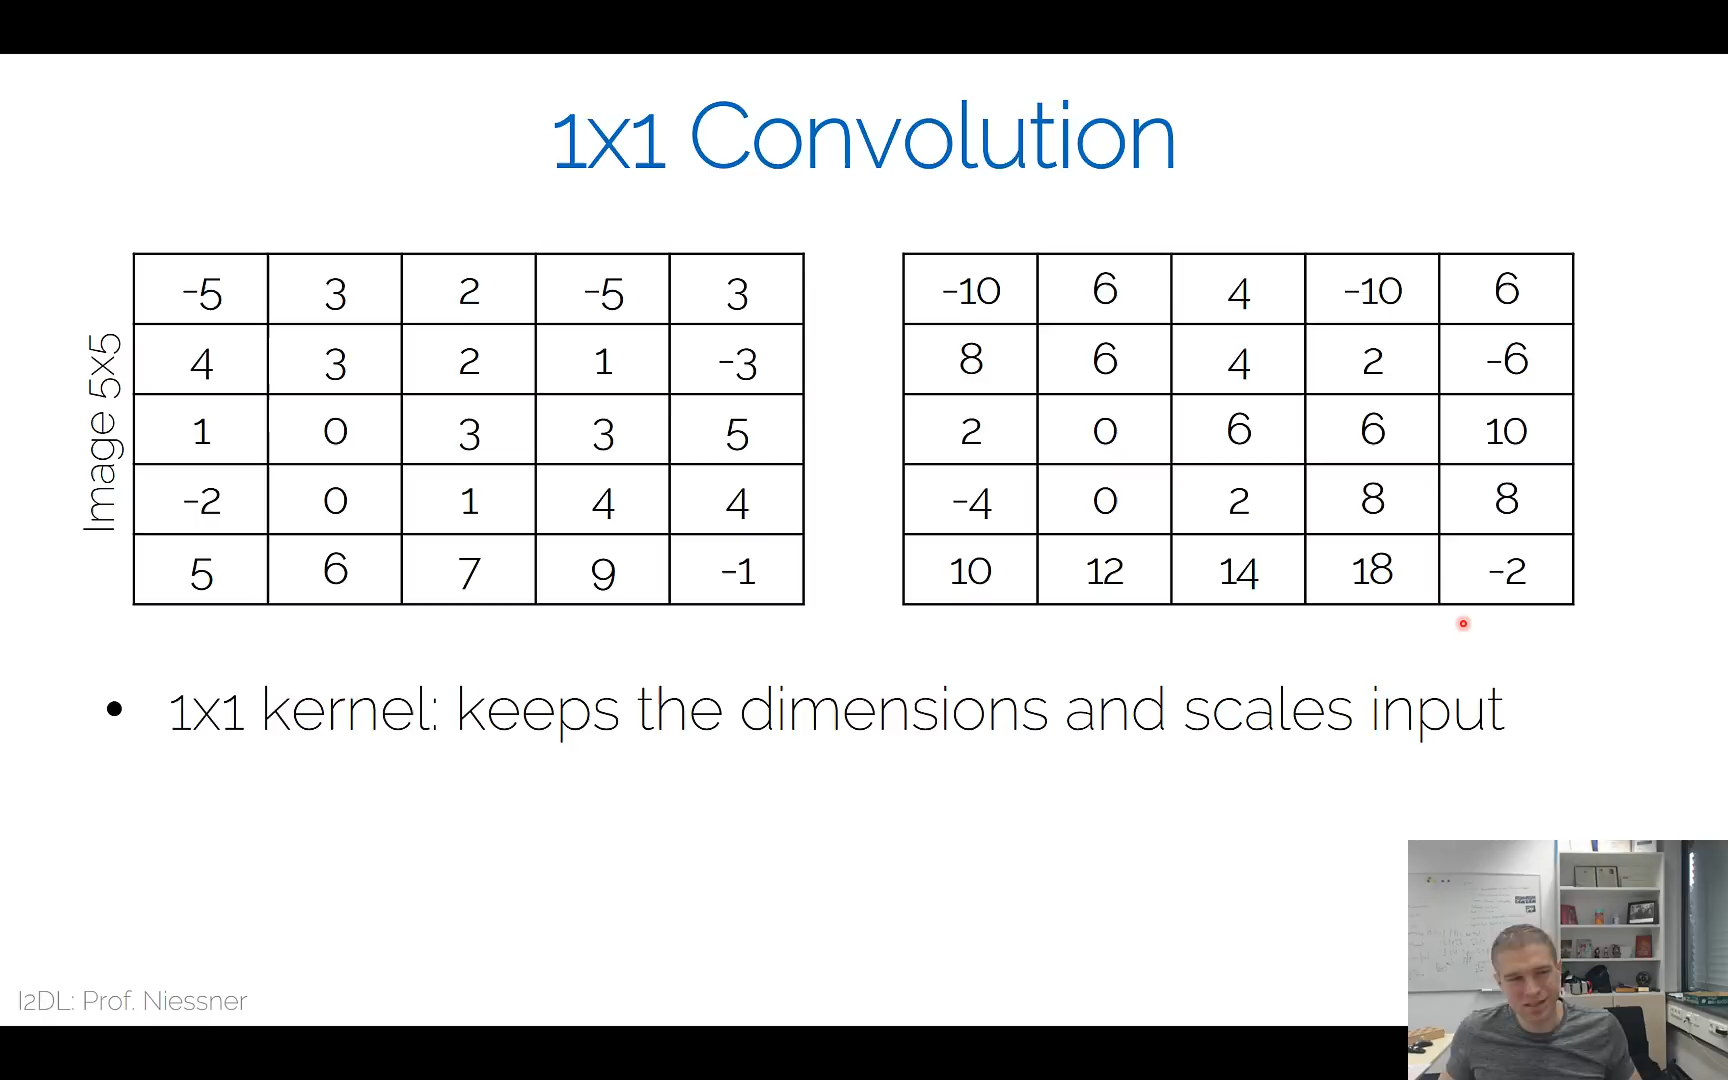 1x1 Convolution
Image 5x5
-5 3 2 -5 3
4 3 2 1 -3
1 0 3 3 5
-2 0 1 4 4
5 6 7 9 -1
-10 6 4 -10 6
8 6 4 2 -6
2 0 6 6 10
-4 0 2 8 8
10 12 14 18 -2
• 1x1 kernel: keeps the dimensions and scales input
I2DL: Prof. Niessner